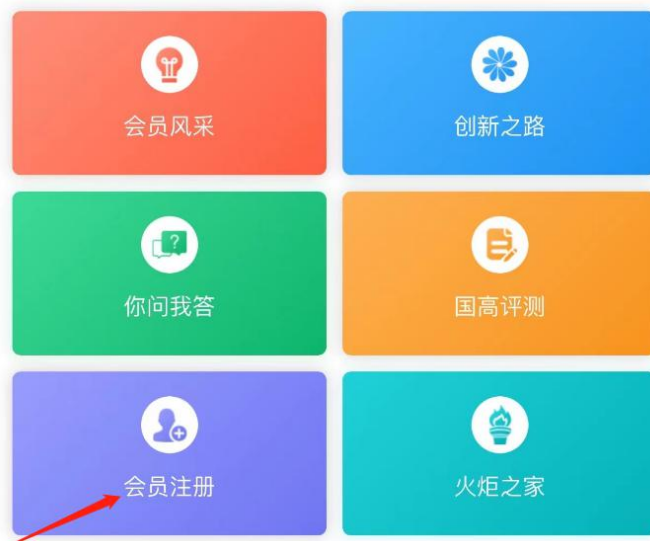 会员风采
创新之路
你问我答
国高评测
会员注册
火炬之家